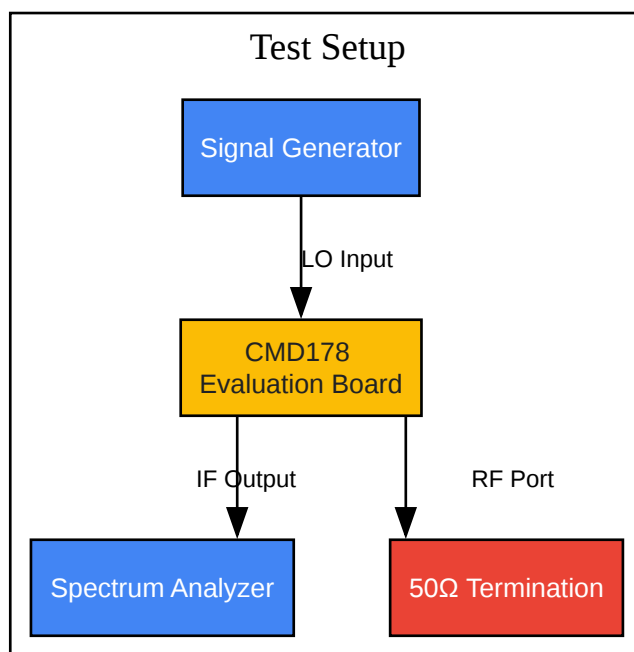 Test Setup
Signal Generator
LO Input
CMD178
Evaluation Board
IF Output
RF Port
Spectrum Analyzer
50Ω Termination